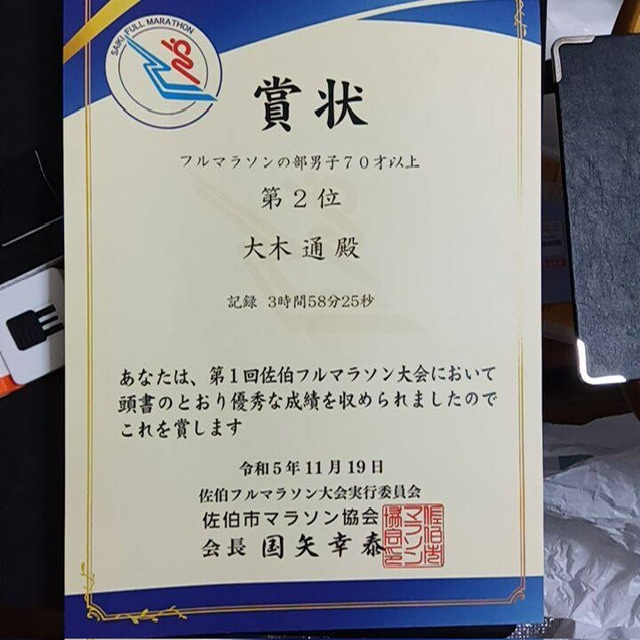 SAIKI FULL MARATHON
賞状
フルマラソンの部男子70才以上
第2位
大木 通 殿
記録 3時間58分25秒
あなたは、第1回佐伯フルマラソン大会において
頭書のとおり優秀な成績を収められましたので
これを賞します
令和5年11月19日
佐伯フルマラソン大会実行委員会
佐伯市マラソン協会
会長 国矢幸泰
佐伯市
マラソン
協会印